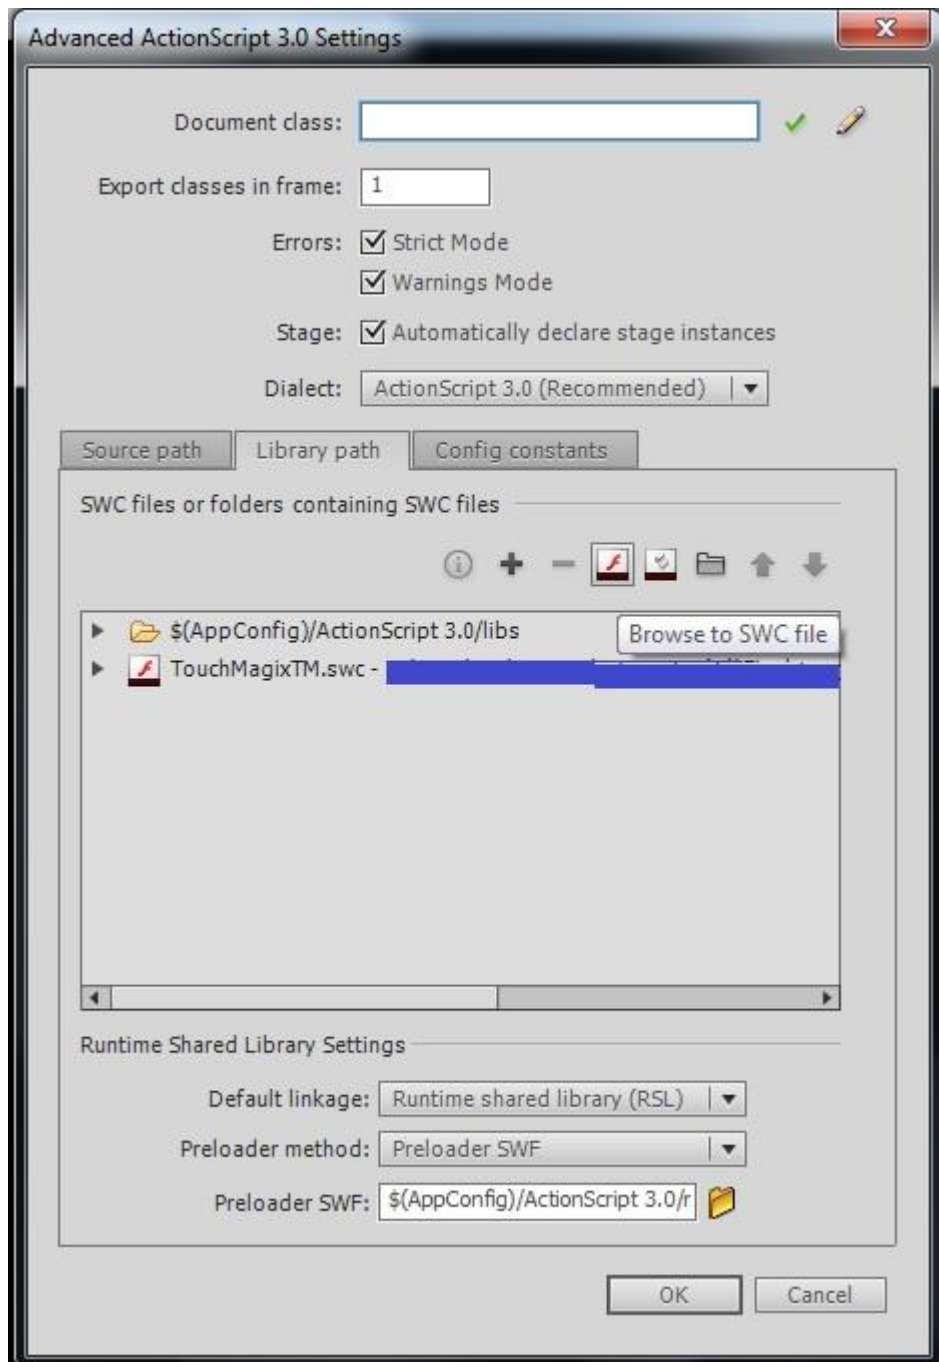 Advanced ActionScript 3.0 Settings
Document class:
Export classes in frame: 1
Errors: Strict Mode
Warnings Mode
Stage: Automatically declare stage instances
Dialect: ActionScript 3.0 (Recommended)
Source path Library path Config constants
SWC files or folders containing SWC files
$(AppConfig)/ActionScript 3.0/libs
Browse to SWC file
TouchMagixTM.swc -
Runtime Shared Library Settings
Default linkage: Runtime shared library (RSL)
Preloader method: Preloader SWF
Preloader SWF: $(AppConfig)/ActionScript 3.0/r
OK Cancel